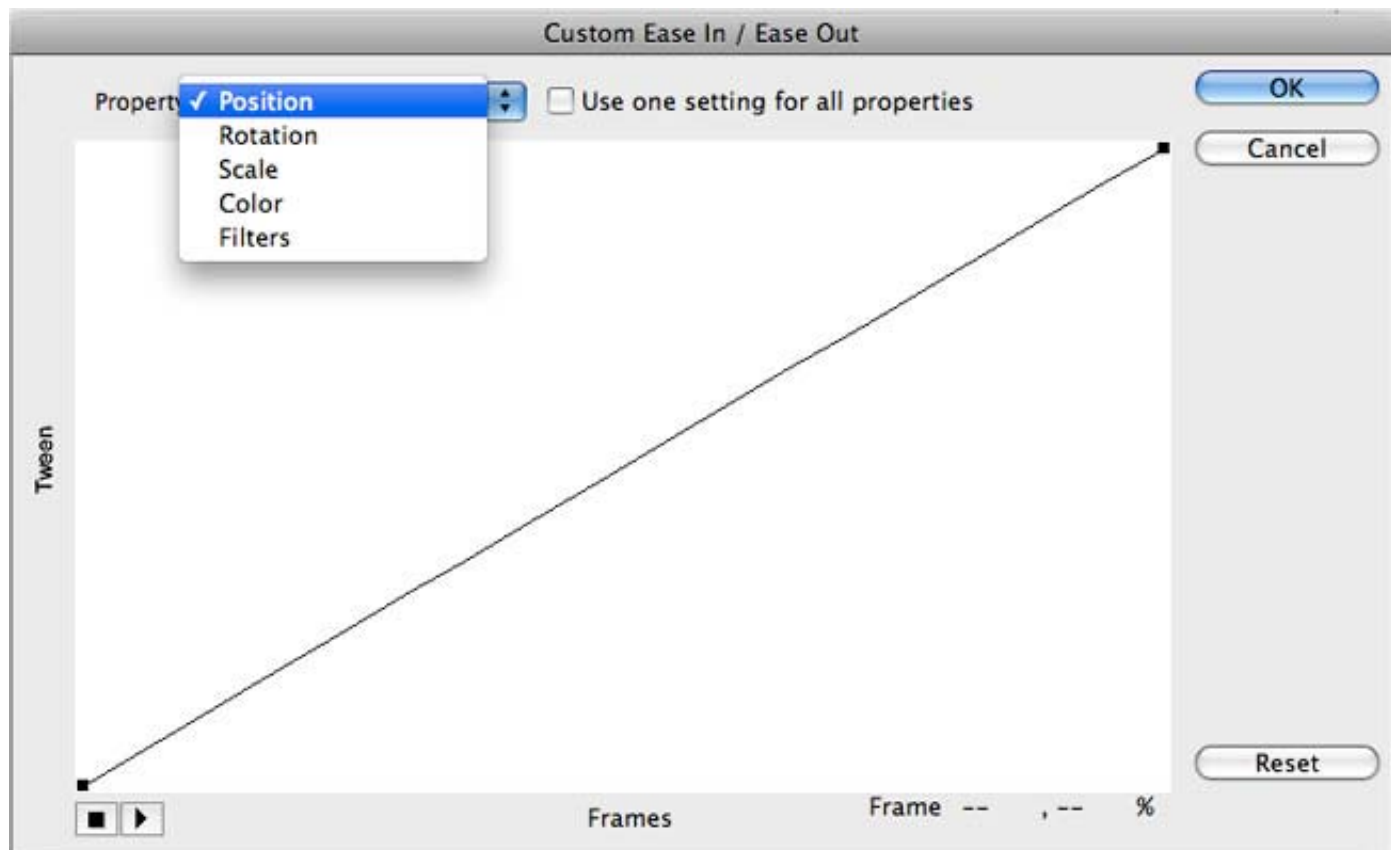 Custom Ease In / Ease Out
Property
✓ Position
Use one setting for all properties
OK
Rotation
Cancel
Scale
Color
Filters
Tween
Reset
Frames
Frame -- , -- %